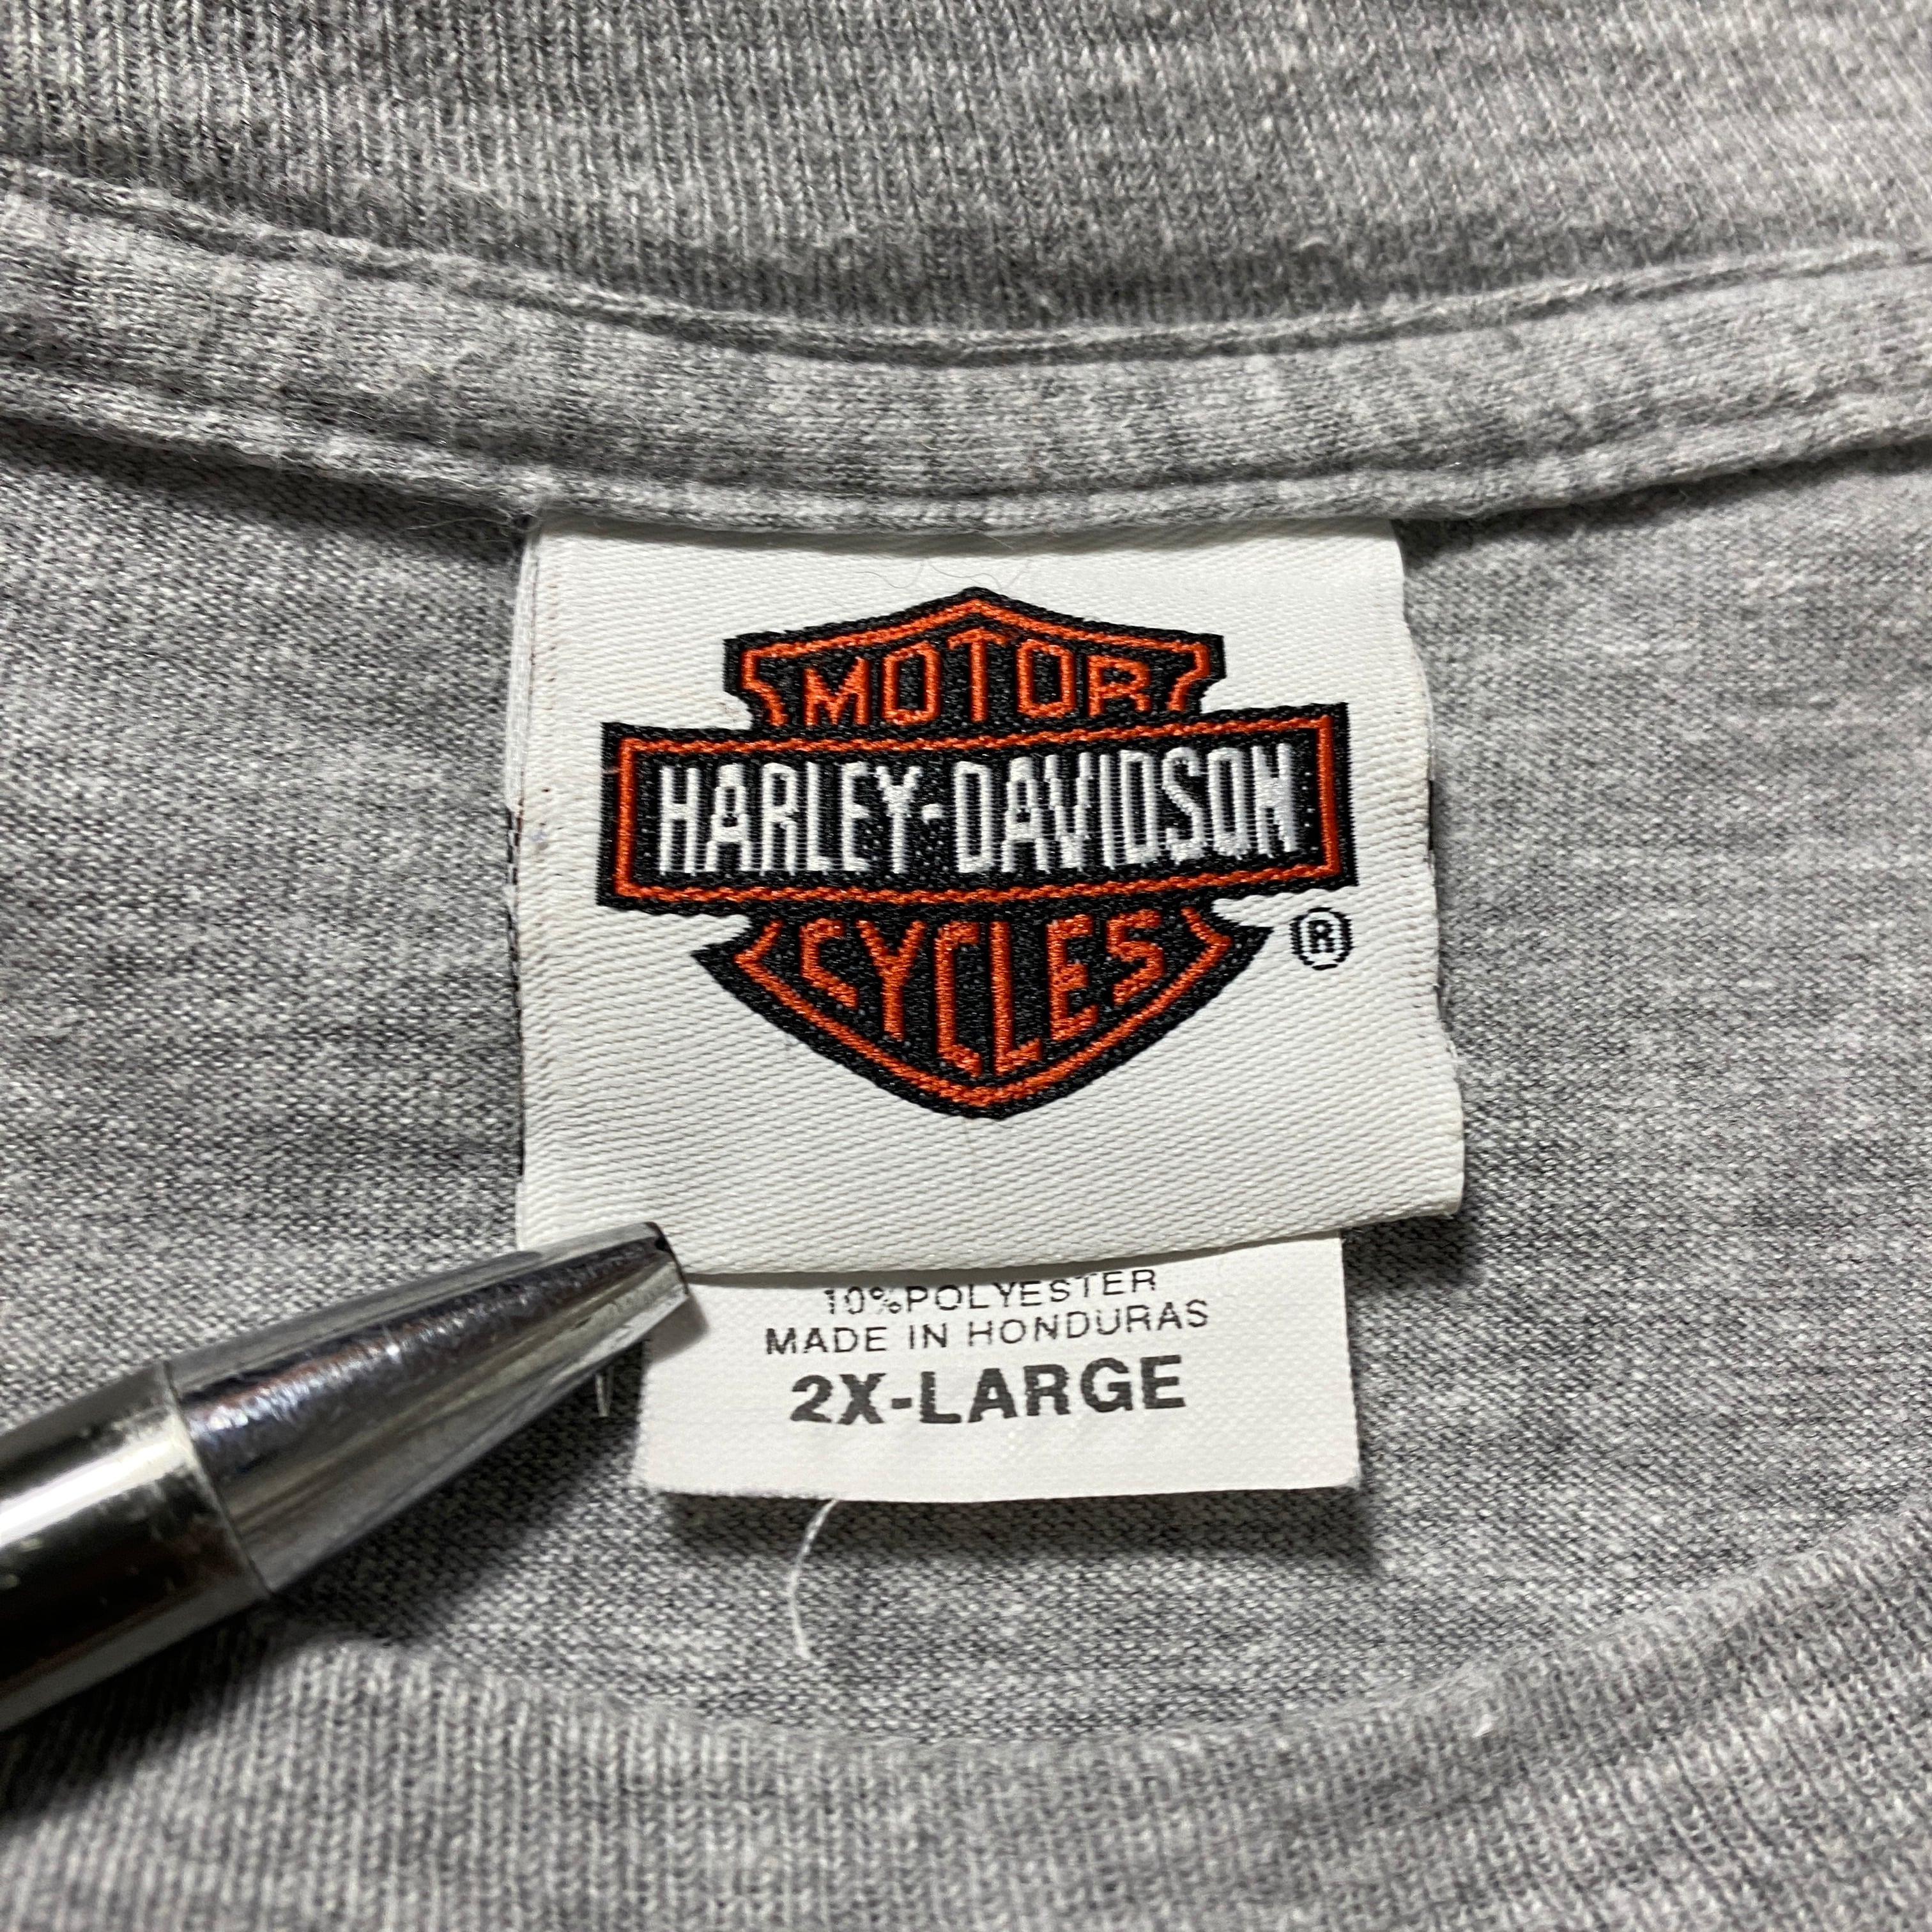 MOTOR
HARLEY-DAVIDSON
CYCLES
®
10%POLYESTER
MADE IN HONDURAS
2X-LARGE